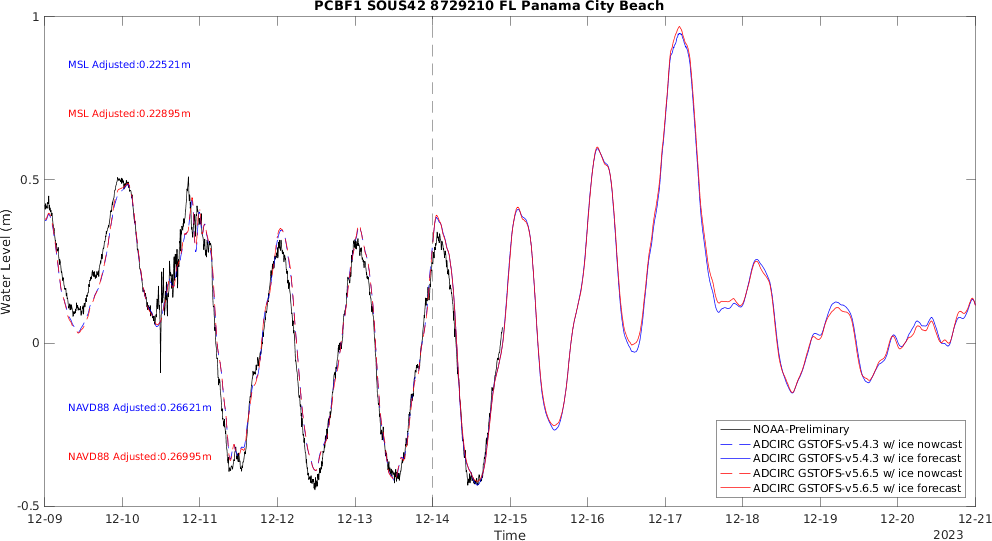 PCBF1 SOUS42 8729210 FL Panama City Beach
1
MSL Adjusted:0.22521m
MSL Adjusted:0.22895m
0.5
Water Level (m)
0
NAVD88 Adjusted:0.26621m
NAVD88 Adjusted:0.26995m
-0.5
NOAA-Preliminary
ADCIRC GSTOFS-v5.4.3 w/ ice nowcast
ADCIRC GSTOFS-v5.4.3 w/ ice forecast
ADCIRC GSTOFS-v5.6.5 w/ ice nowcast
ADCIRC GSTOFS-v5.6.5 w/ ice forecast
12-09 12-10 12-11 12-12 12-13 12-14 12-15 12-16 12-17 12-18 12-19 12-20 12-21
Time
2023